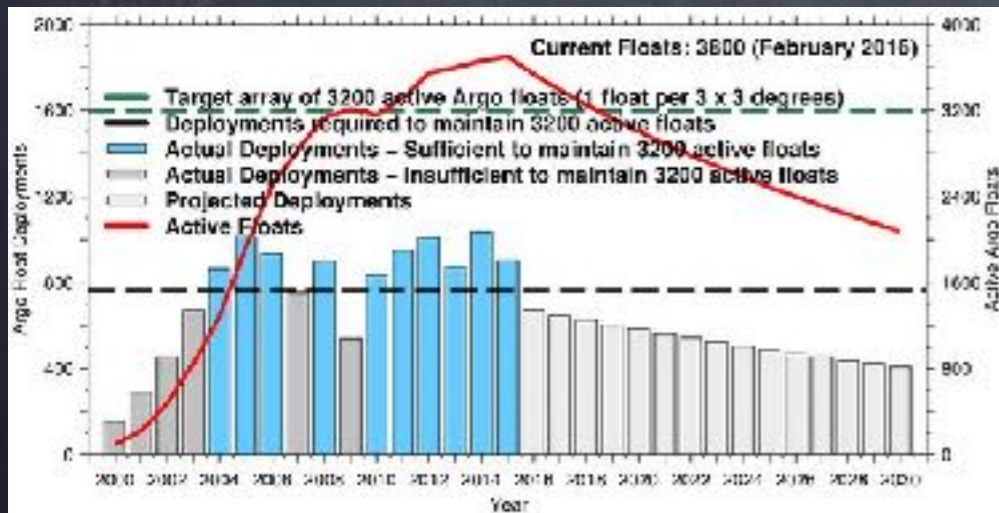 2000
4000
Current Floats: 3800 (February 2016)
Target array of 3200 active Argo floats (1 float per 3 x 3 degrees)
1600
3200
Deployments required to maintain 3200 active floats
Actual Deployments – Sufficient to maintain 3200 active floats
Actual Deployments – Insufficient to maintain 3200 active floats
1200
2400
Projected Deployments
Active Floats
Argo Float Deployments
Active Argo Floats
800
1600
400
800
0
0
2000 2002 2004 2006 2008 2010 2012 2014 2016 2018 2020 2022 2024 2026 2028 2030
Year